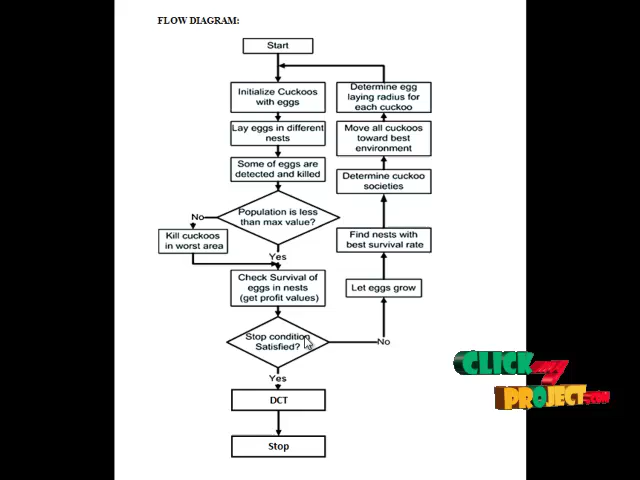 FLOW DIAGRAM:
Start
Initialize Cuckoos
with eggs
Lay eggs in different
nests
Some of eggs are
detected and killed
Population is less
than max value?
No
Kill cuckoos
in worst area
Yes
Check Survival of
eggs in nests
(get profit values)
Stop condition
Satisfied?
No
Yes
DCT
Stop
Let eggs grow
Find nests with
best survival rate
Determine cuckoo
societies
Move all cuckoos
toward best
environment
Determine egg
laying radius for
each cuckoo
CLICK my
PROJECT.COM